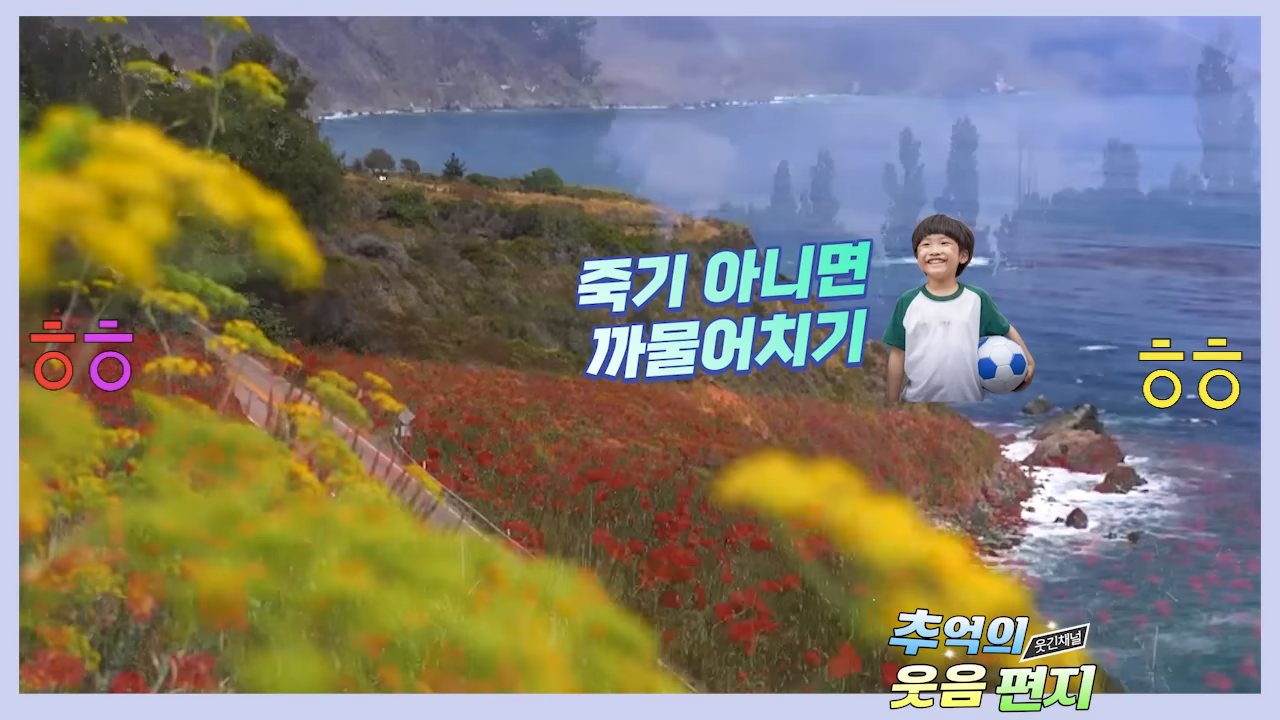 죽기 아니면
까물어치기
ㅎㅎ
ㅎㅎ
추억의
웃긴채널
웃음 편지